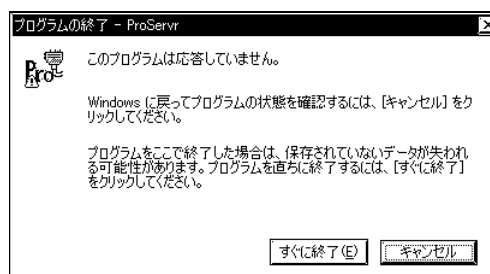 プログラムの終了 - ProServr
Pro
このプログラムは応答していません。
Windows に戻ってプログラムの状態を確認するには、[キャンセル] をク
リックしてください。
プログラムをここで終了した場合は、保存されていないデータが失われ
る可能性があります。プログラムを直ちに終了するには、[すぐに終了]
をクリックしてください。
すぐに終了(E) キャンセル